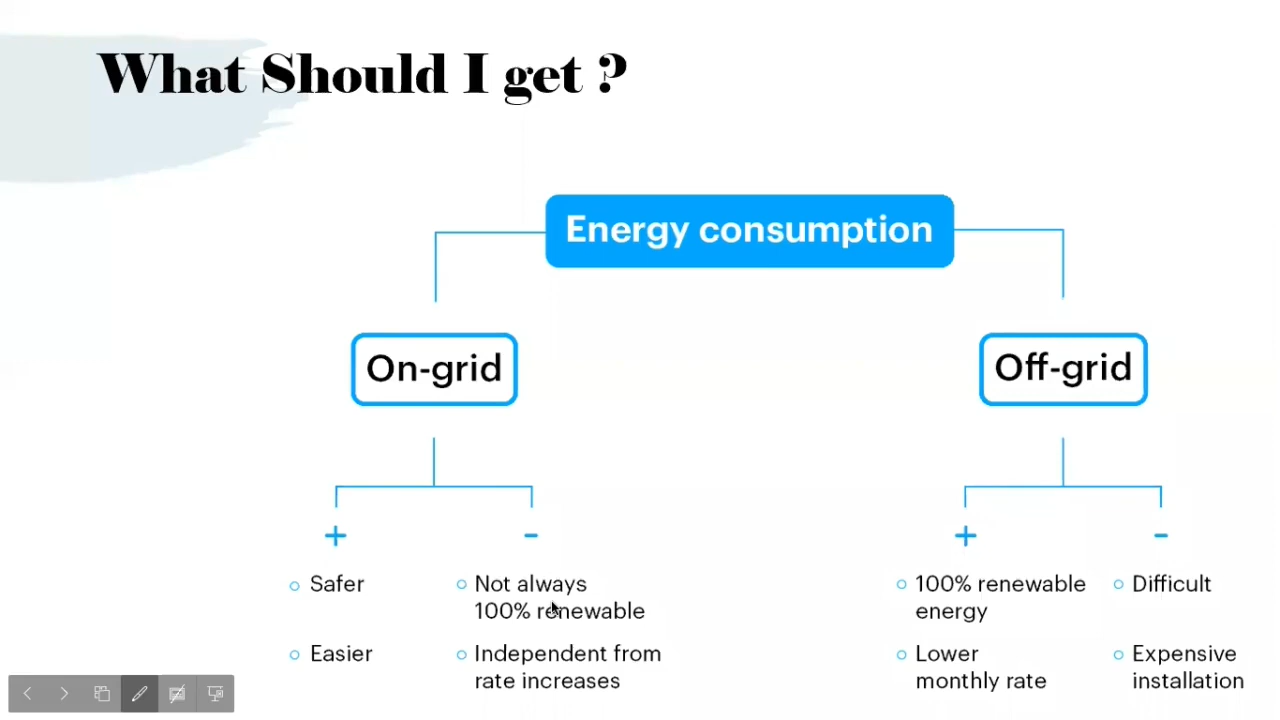 What Should I get ?
Energy consumption
On-grid
Off-grid
+
-
+
-
Safer
Not always
100% renewable
100% renewable
energy
Difficult
Easier
Independent from
rate increases
Lower
monthly rate
Expensive
installation